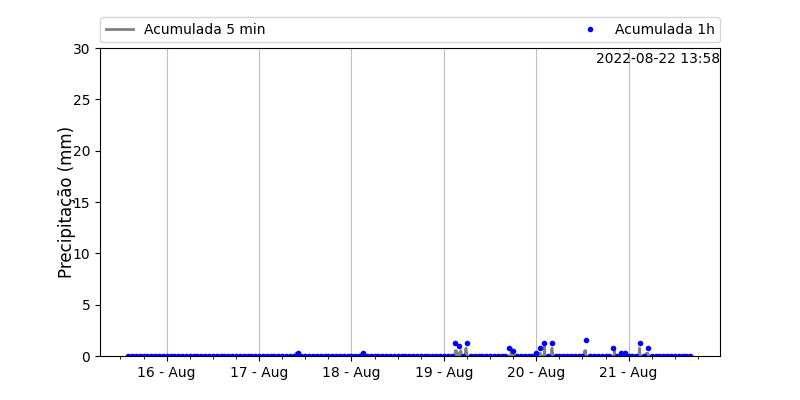 Acumulada 5 min
Acumulada 1h
2022-08-22 13:58
Precipitação (mm)
30
25
20
15
10
5
0
16 - Aug
17 - Aug
18 - Aug
19 - Aug
20 - Aug
21 - Aug